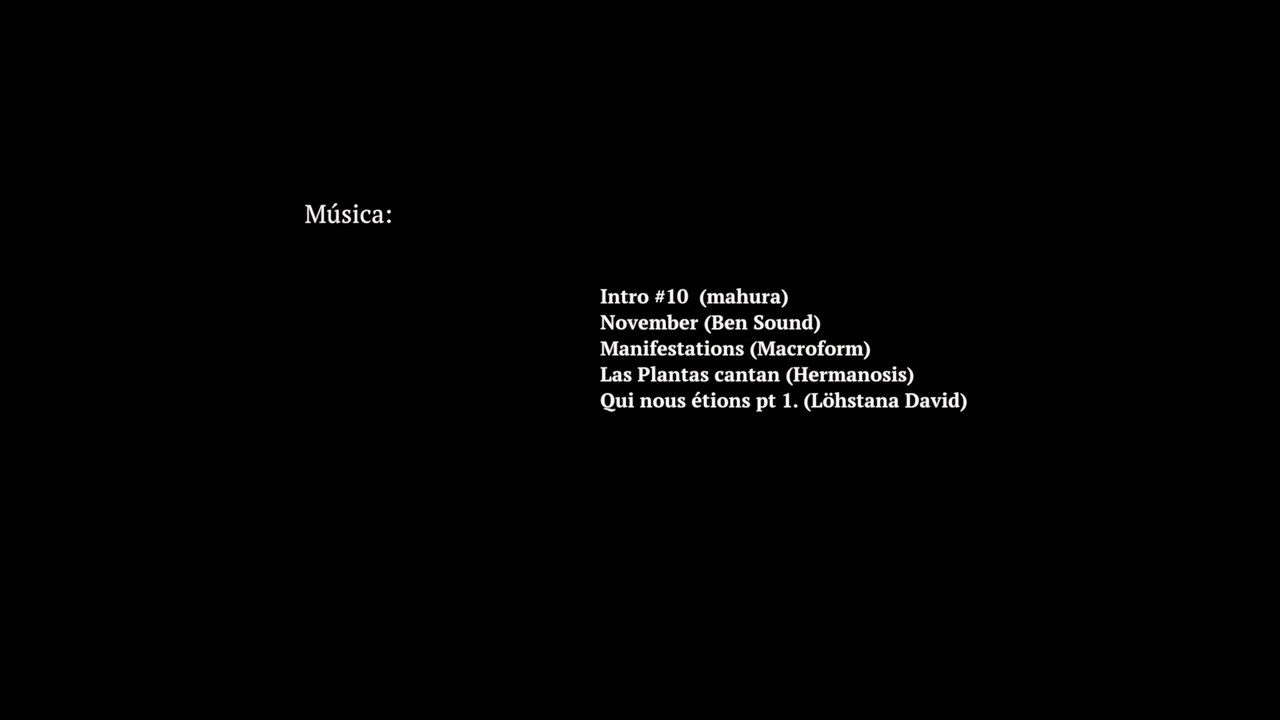 Música:
Intro #10  (mahura)
November (Ben Sound)
Manifestations (Macroform)
Las Plantas cantan (Hermanosis)
Qui nous étions pt 1. (Löhstana David)